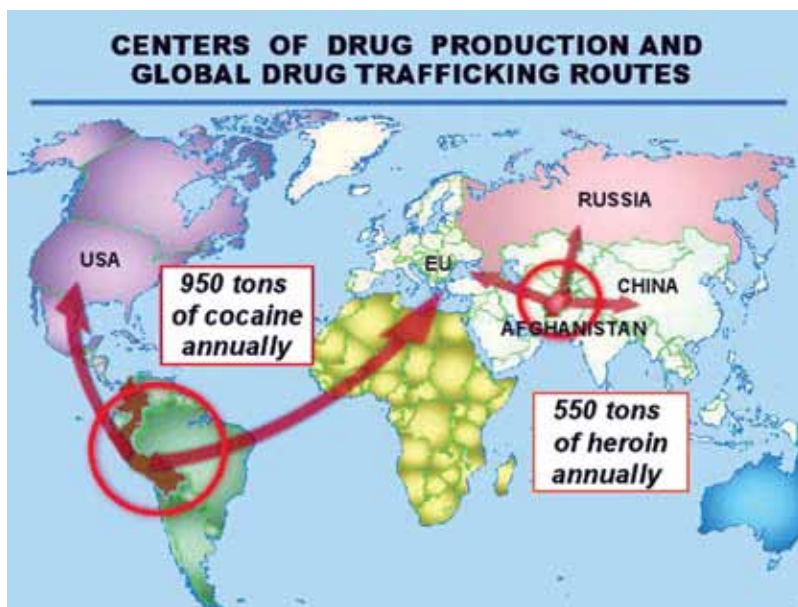 CENTERS OF DRUG PRODUCTION AND
GLOBAL DRUG TRAFFICKING ROUTES
RUSSIA
USA
EU
CHINA
950 tons
of cocaine
annually
AFGHANISTAN
550 tons
of heroin
annually